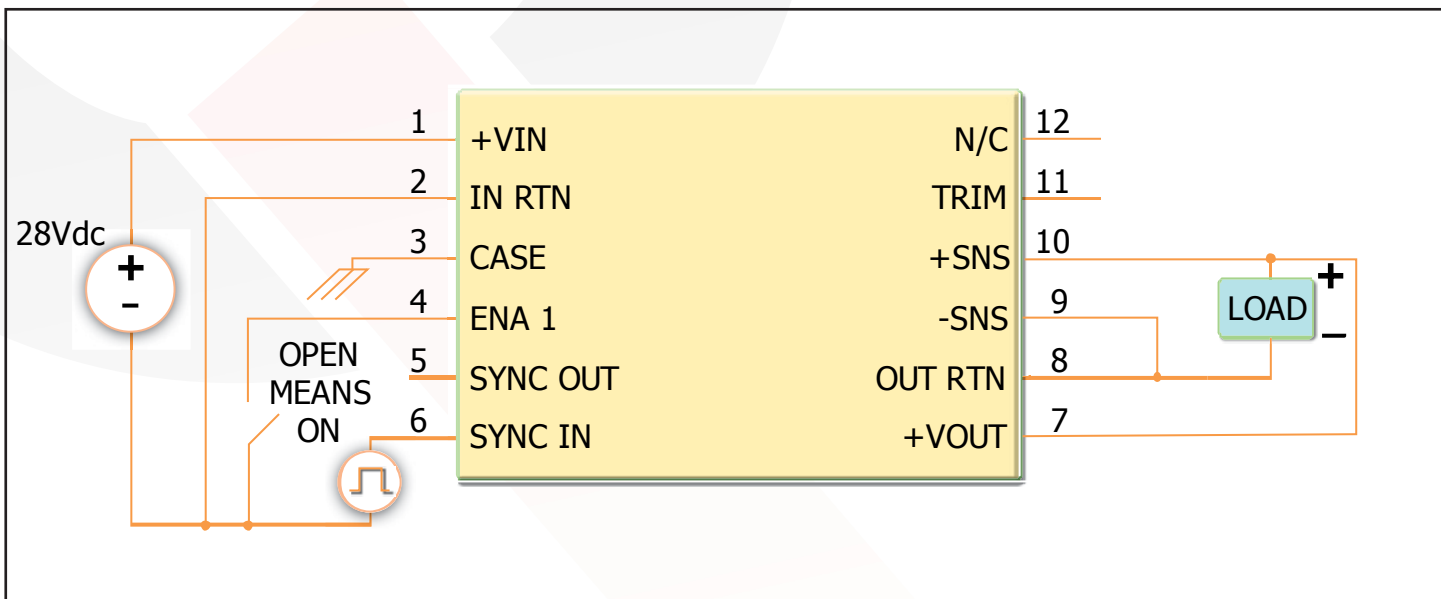 28Vdc
+
-
1
+VIN
2
IN RTN
3
CASE
4
ENA 1
5
SYNC OUT
6
SYNC IN
OPEN
MEANS
ON
12
N/C
11
TRIM
10
+SNS
9
-SNS
8
OUT RTN
7
+VOUT
LOAD
+
–